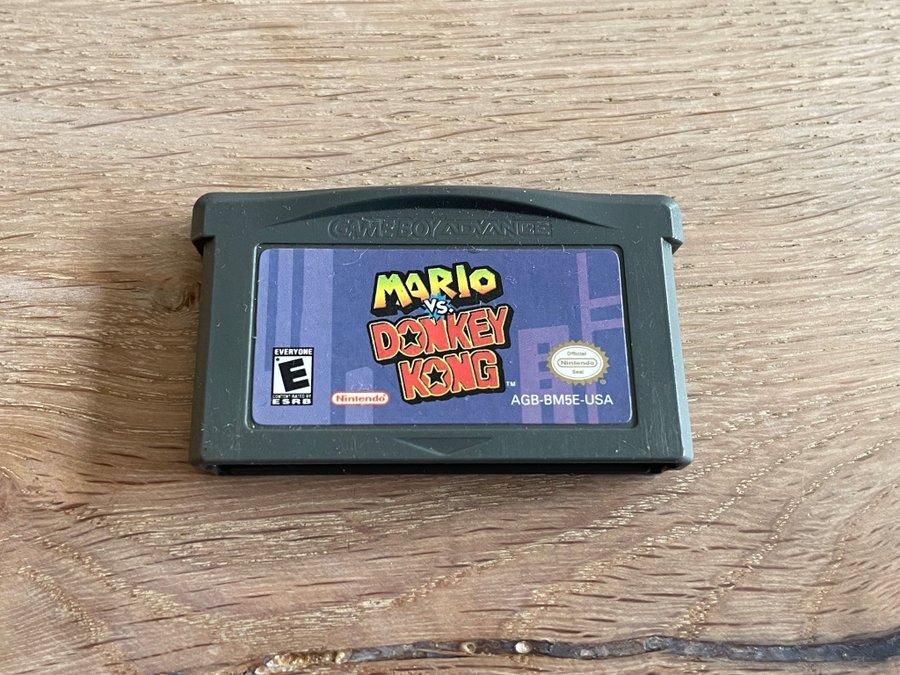 GAME BOY ADVANCE
MARIO
VS.
DONKEY
KONG
TM
EVERYONE
E
CONTENT RATED BY
ESRB
Nintendo
Official
Nintendo
Seal
AGB-BM5E-USA